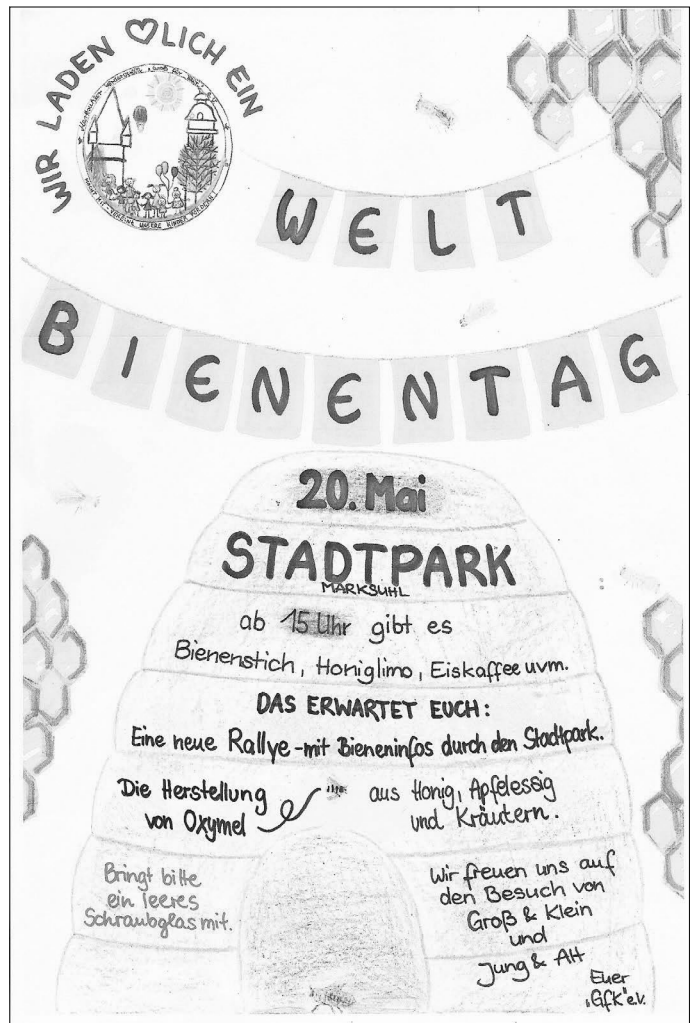 WIR LADEN ♡LICH EIN
WELT
BIENENTAG
20. Mai
STADTPARK
MARKSUHL
ab 15 Uhr gibt es
Bienenstich, Honiglimo, Eiskaffee uvm.
DAS ERWARTET EUCH:
Eine neue Rallye - mit Bieneninfos durch den Stadtpark.
Die Herstellung
von Oxymel
aus Honig, Apfelessig
und Kräutern.
Bringt bitte
ein leeres
Schraubglas mit.
Wir freuen uns auf
den Besuch von
Groß & Klein
und
Jung & Alt
Euer
"GfK" e.V.